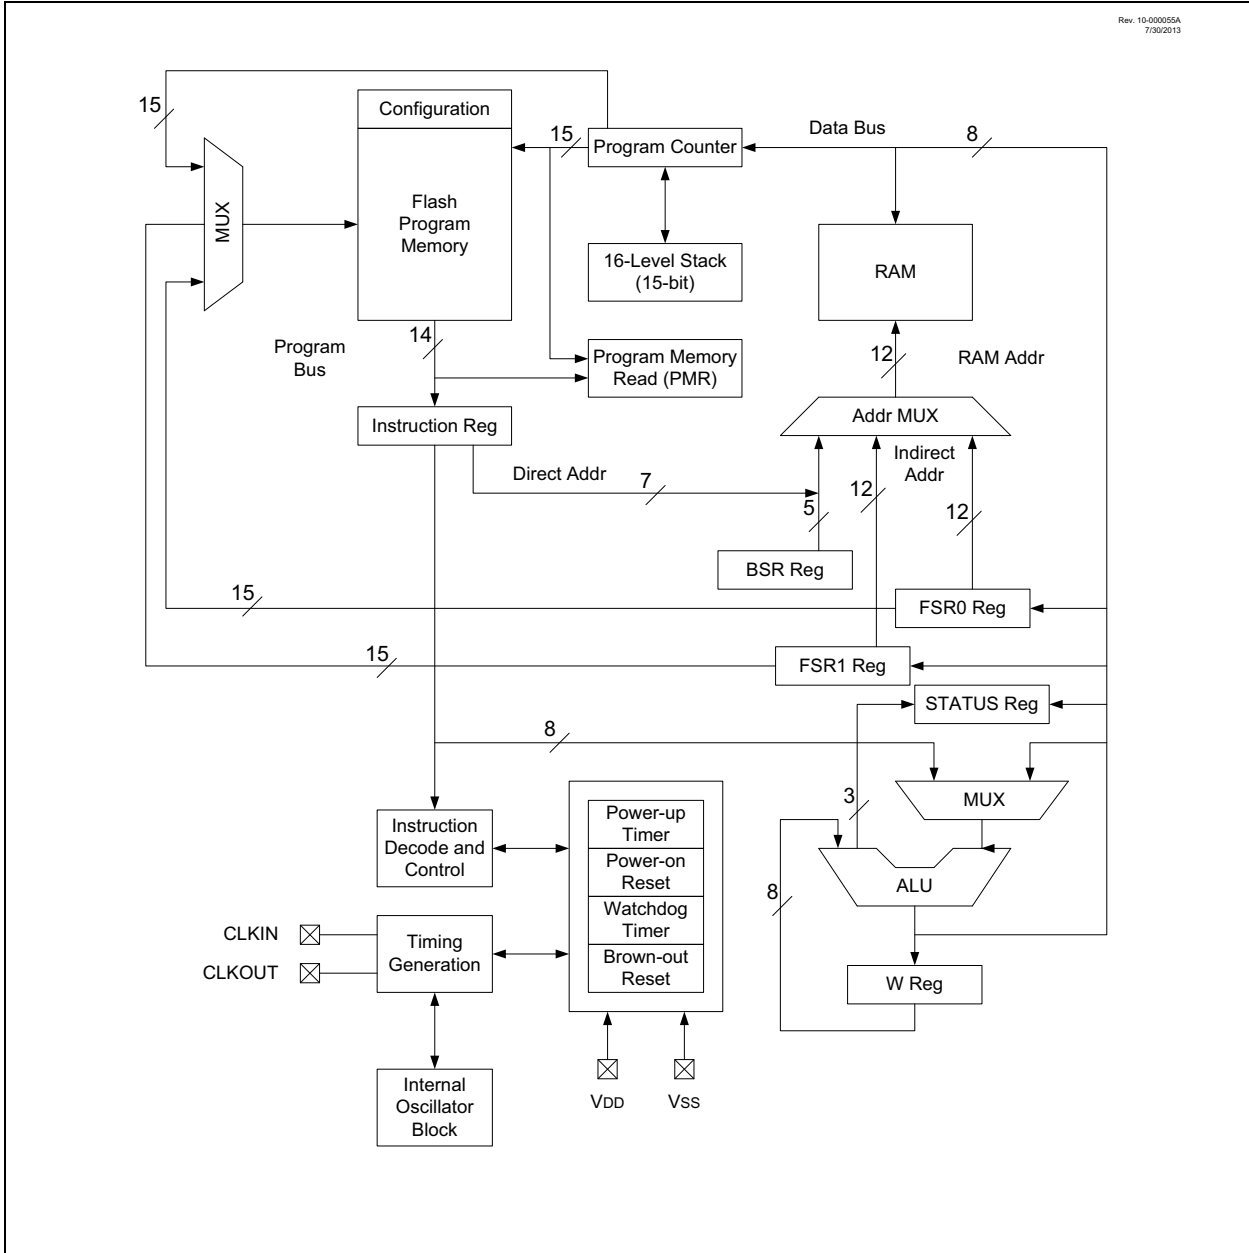 Rev. 10-000055A
7/30/2013
15
Configuration
15
Program Counter
Data Bus
8
MUX
Flash
Program
Memory
16-Level Stack
(15-bit)
RAM
Program
Bus
14
Program Memory
Read (PMR)
12
RAM Addr
Instruction Reg
Addr MUX
Direct Addr
7
Indirect
Addr
12
5
12
BSR Reg
15
FSR0 Reg
15
FSR1 Reg
STATUS Reg
8
MUX
3
Instruction
Decode and
Control
Power-up
Timer
Power-on
Reset
Watchdog
Timer
Brown-out
Reset
ALU
8
CLKIN
CLKOUT
Timing
Generation
W Reg
Internal
Oscillator
Block
VDD
VSS